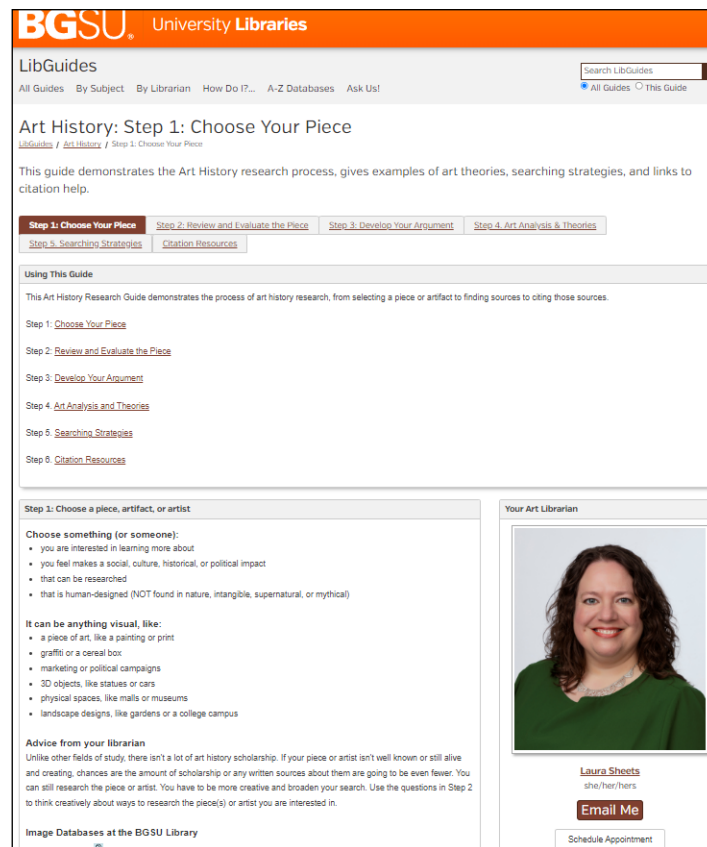 BGSU® University Libraries
LibGuides
Search LibGuides
All Guides By Subject By Librarian How Do I?... A-Z Databases Ask Us!
All Guides This Guide
Art History: Step 1: Choose Your Piece
LibGuides / Art History / Step 1: Choose Your Piece
This guide demonstrates the Art History research process, gives examples of art theories, searching strategies, and links to
citation help.
Step 1: Choose Your Piece Step 2: Review and Evaluate the Piece Step 3: Develop Your Argument Step 4. Art Analysis & Theories
Step 5. Searching Strategies Citation Resources
Using This Guide
This Art History Research Guide demonstrates the process of art history research, from selecting a piece or artifact to finding sources to citing those sources.
Step 1: Choose Your Piece
Step 2: Review and Evaluate the Piece
Step 3: Develop Your Argument
Step 4. Art Analysis and Theories
Step 5. Searching Strategies
Step 6. Citation Resources
Step 1: Choose a piece, artifact, or artist
Choose something (or someone):
• you are interested in learning more about
• you feel makes a social, culture, historical, or political impact
• that can be researched
• that is human-designed (NOT found in nature, intangible, supernatural, or mythical)
It can be anything visual, like:
• a piece of art, like a painting or print
• graffiti or a cereal box
• marketing or political campaigns
• 3D objects, like statues or cars
• physical spaces, like malls or museums
• landscape designs, like gardens or a college campus
Advice from your librarian
Unlike other fields of study, there isn't a lot of art history scholarship. If your piece or artist isn't well known or still alive
and creating, chances are the amount of scholarship or any written sources about them are going to be even fewer. You
can still research the piece or artist. You have to be more creative and broaden your search. Use the questions in Step 2
to think creatively about ways to research the piece(s) or artist you are interested in.
Image Databases at the BGSU Library
Your Art Librarian
Laura Sheets
she/her/hers
Email Me
Schedule Appointment